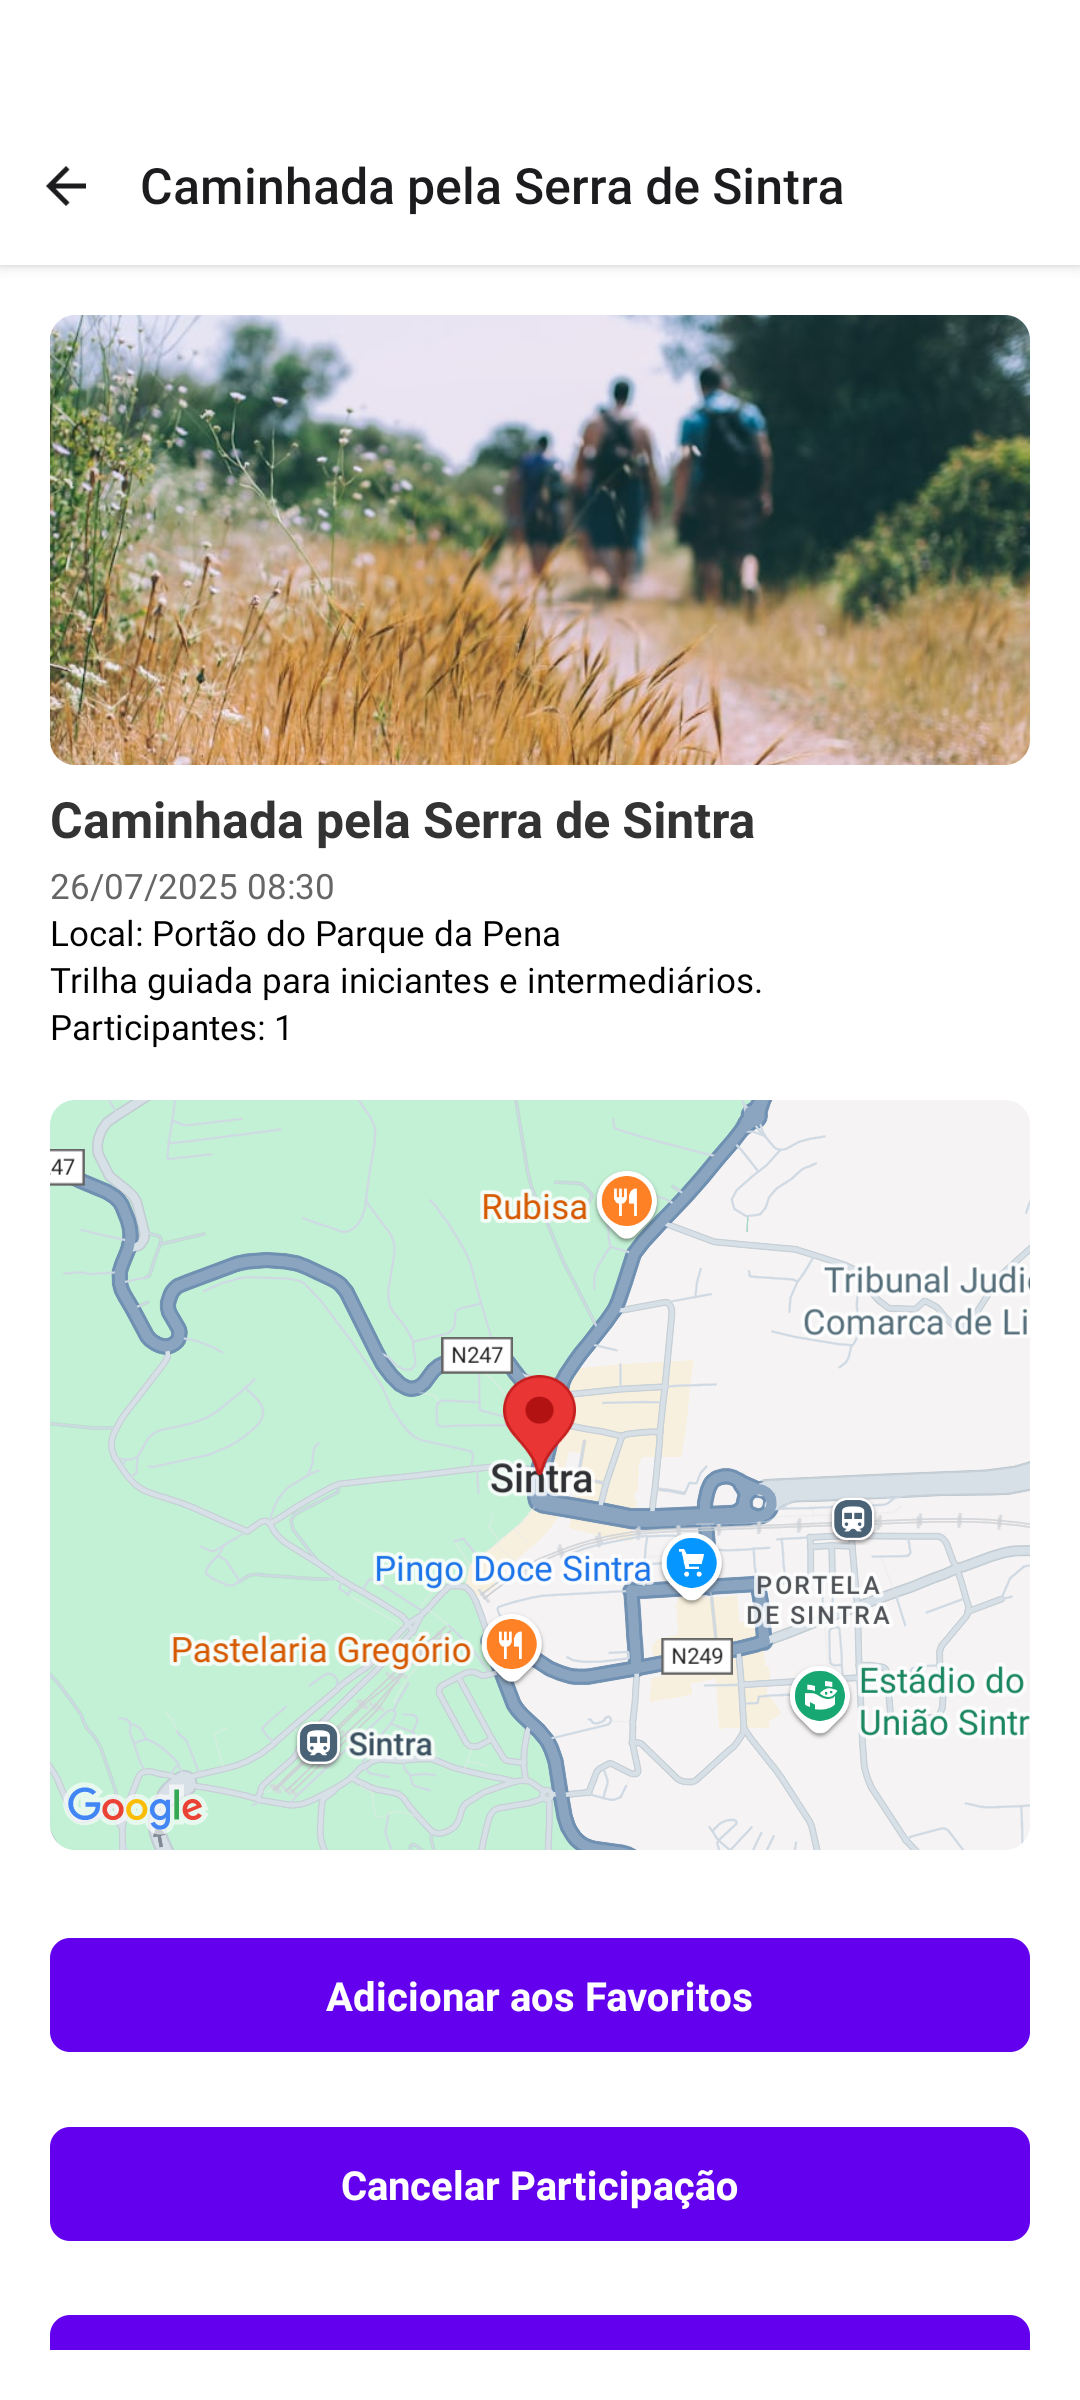 Caminhada pela Serra de Sintra
Caminhada pela Serra de Sintra
26/07/2025 08:30
Local: Portão do Parque da Pena
Trilha guiada para iniciantes e intermediários.
Participantes: 1
47
Rubisa
Tribunal Judi
Comarca de Li
N247
Sintra
Pingo Doce Sintra
PORTELA
DE SINTRA
Pastelaria Gregório
N249
Estádio do
União Sintr
Sintra
Google
Adicionar aos Favoritos
Cancelar Participação